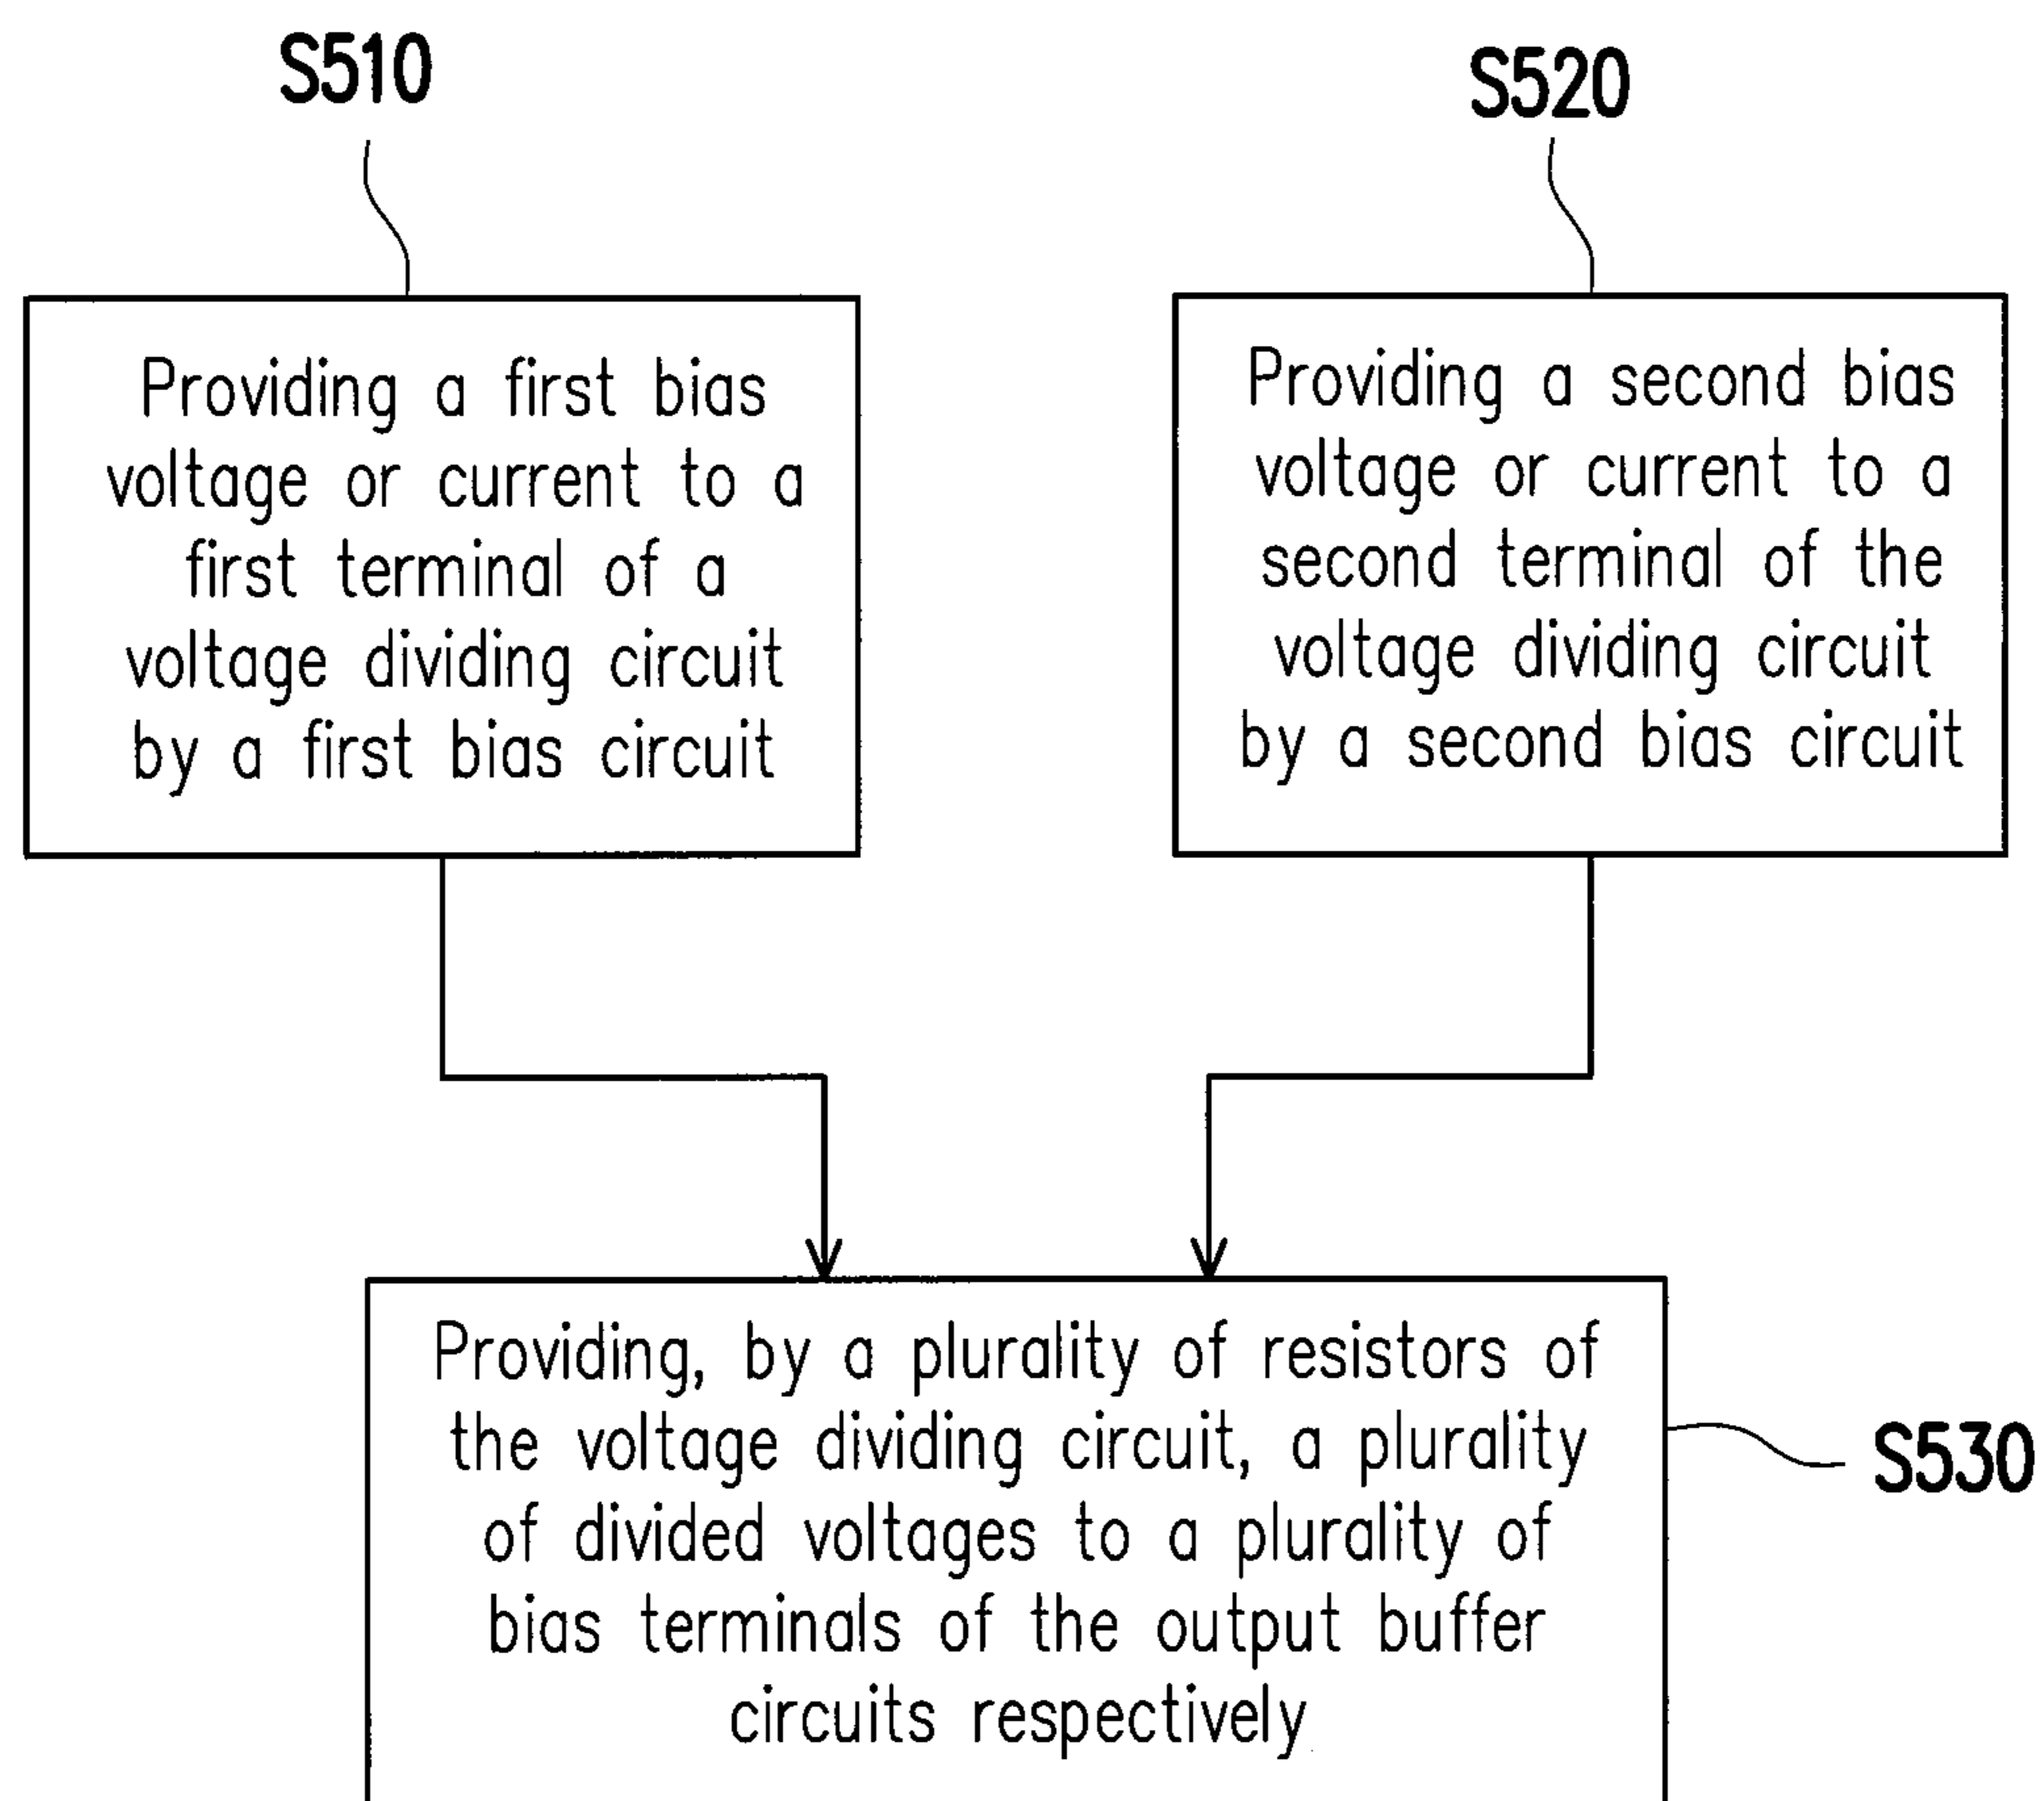 S510
Providing a first bias
voltage or current to a
first terminal of a
voltage dividing circuit
by a first bias circuit
S520
Providing a second bias
voltage or current to a
second terminal of the
voltage dividing circuit
by a second bias circuit
Providing, by a plurality of resistors of
the voltage dividing circuit, a plurality
of divided voltages to a plurality of
bias terminals of the output buffer
circuits respectively
S530